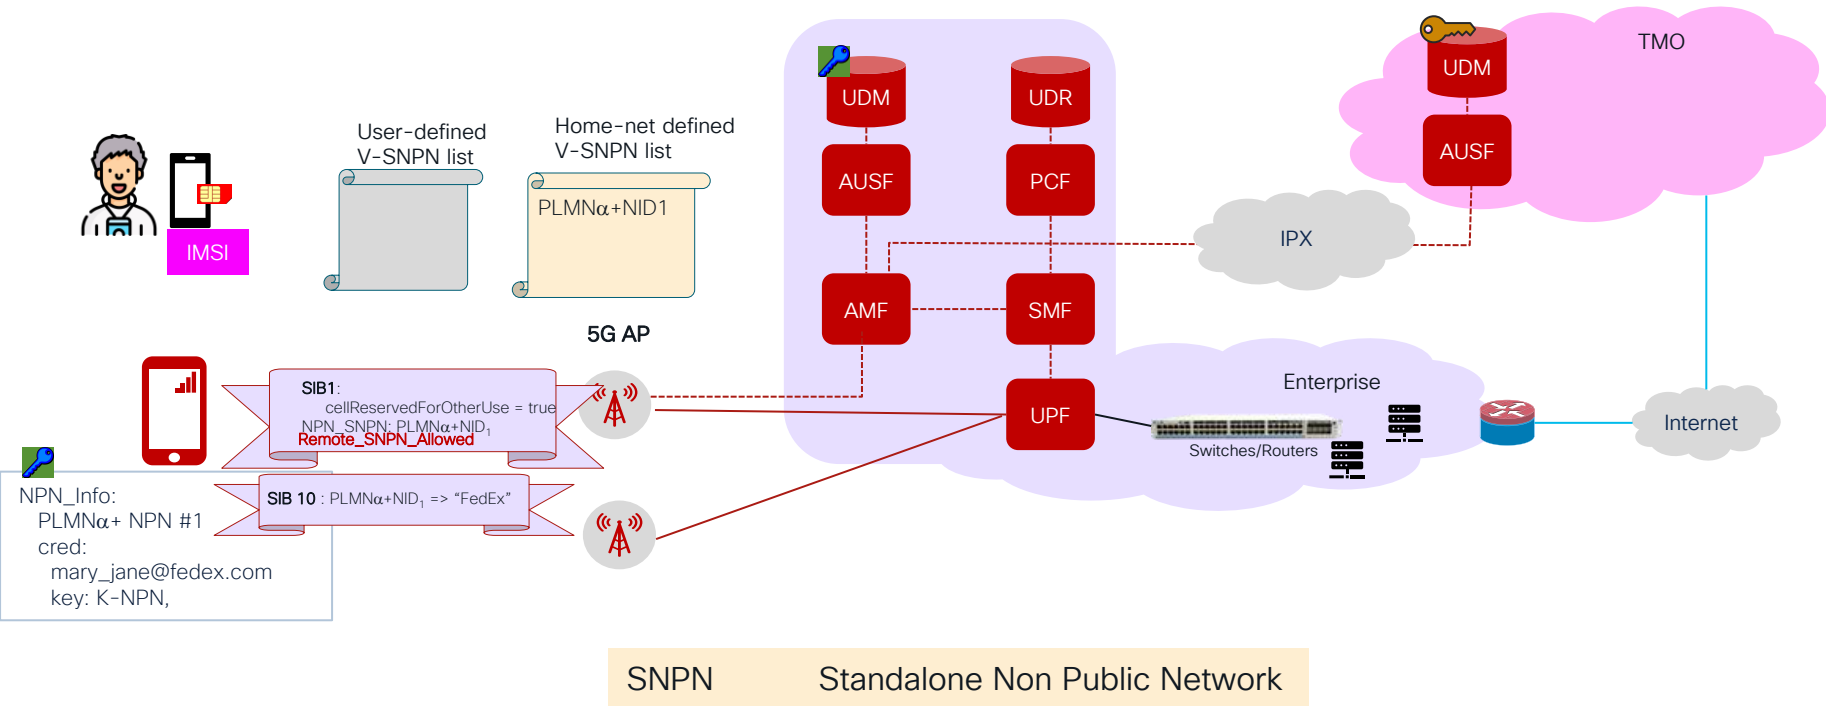 TMO
UDM
UDM
UDR
User-defined
V-SNPN list
Home-net defined
V-SNPN list
AUSF
AUSF
PCF
PLMNα+NID1
IMSI
IPX
AMF
SMF
5G AP
SIB1:
cellReservedForOtherUse = true
NPN_SNPN: PLMNα+NID₁
Remote_SNPN_Allowed
Enterprise
UPF
Internet
Switches/Routers
SIB 10 : PLMNα+NID₁ => “FedEx”
NPN_Info:
PLMNα+ NPN #1
cred:
mary_jane@fedex.com
key: K-NPN,
SNPN Standalone Non Public Network